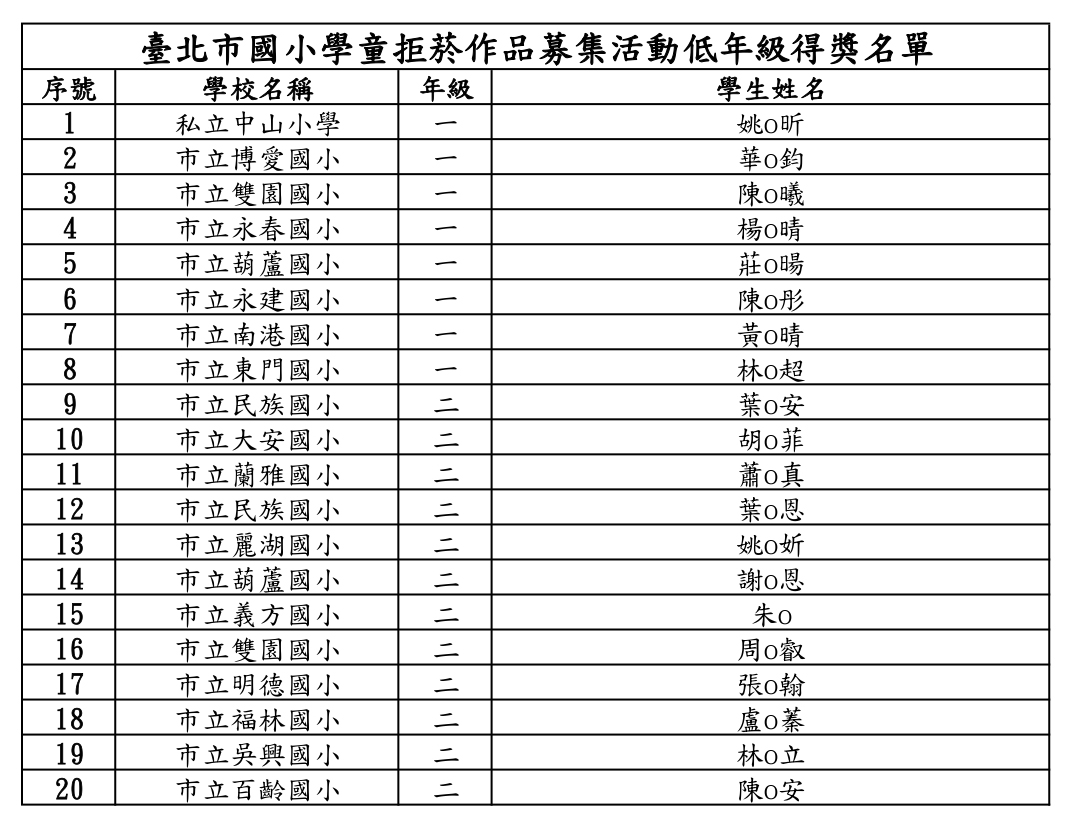 臺北市國小學童拒菸作品募集活動低年級得獎名單
序號 學校名稱 年級 學生姓名
1 私立中山小學 一 姚O昕
2 市立博愛國小 一 華O鈞
3 市立雙園國小 一 陳O曦
4 市立永春國小 一 楊O晴
5 市立葫蘆國小 一 莊O暘
6 市立永建國小 一 陳O彤
7 市立南港國小 一 黃O晴
8 市立東門國小 一 林O超
9 市立民族國小 二 葉O安
10 市立大安國小 二 胡O菲
11 市立蘭雅國小 二 蕭O真
12 市立民族國小 二 葉O恩
13 市立麗湖國小 二 姚O妡
14 市立葫蘆國小 二 謝O恩
15 市立義方國小 二 朱O
16 市立雙園國小 二 周O叡
17 市立明德國小 二 張O翰
18 市立福林國小 二 盧O蓁
19 市立吳興國小 二 林O立
20 市立百齡國小 二 陳O安